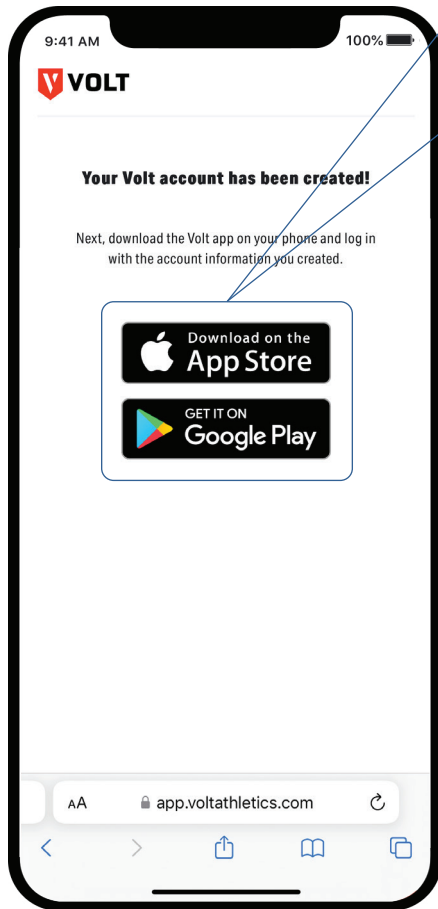 9:41 AM 100%
VOLT
Your Volt account has been created!
Next, download the Volt app on your phone and log in
with the account information you created.
Download on the
App Store
GET IT ON
Google Play
AA app.voltathletics.com